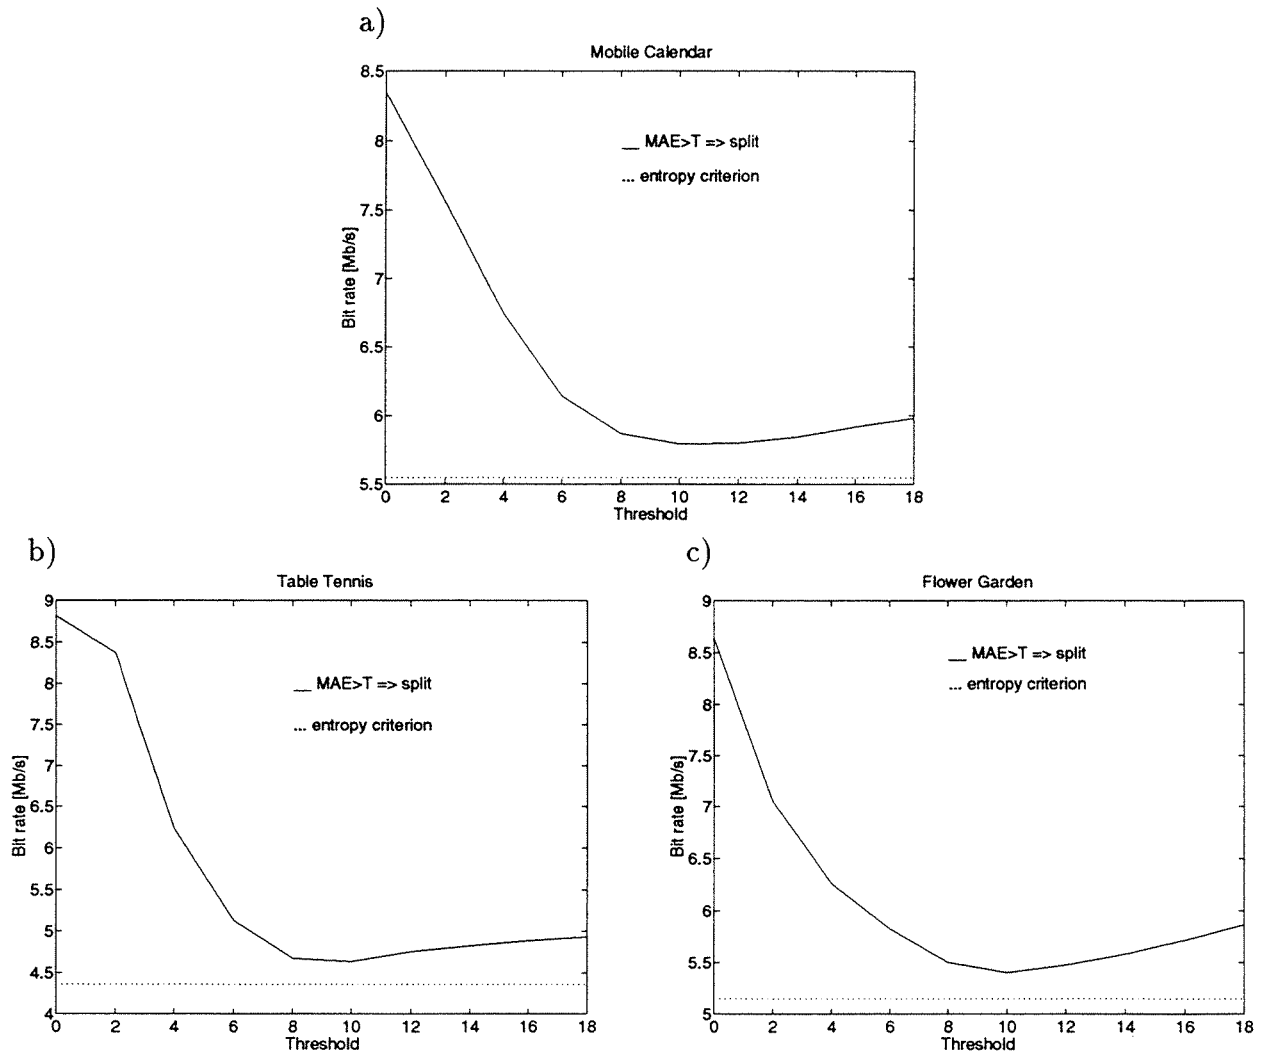 a)
Mobile Calendar
8.5
8
7.5
7
6.5
6
5.5
Bit rate [Mb/s]
__ MAE>T => split
... entropy criterion
0 2 4 6 8 10 12 14 16 18
Threshold
b)
Table Tennis
9
8.5
8
7.5
7
6.5
6
5.5
5
4.5
4
Bit rate [Mb/s]
__ MAE>T => split
... entropy criterion
0 2 4 6 8 10 12 14 16 18
Threshold
c)
Flower Garden
9
8.5
8
7.5
7
6.5
6
5.5
5
Bit rate [Mb/s]
__ MAE>T => split
... entropy criterion
0 2 4 6 8 10 12 14 16 18
Threshold